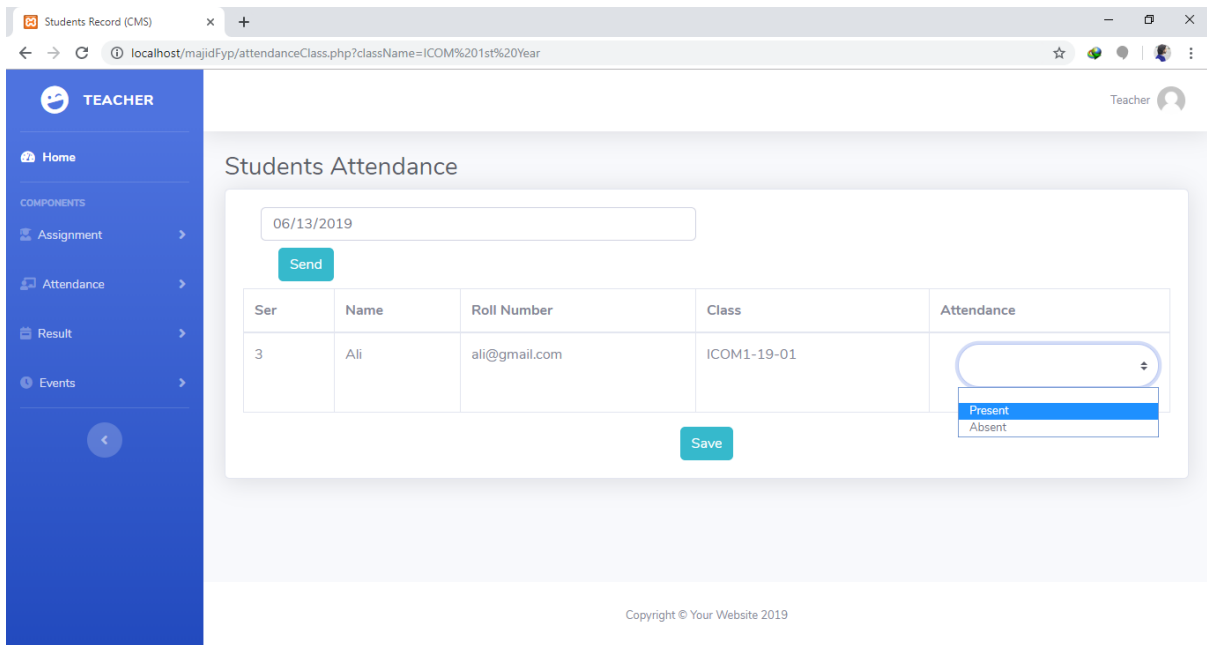 Students Record (CMS)
localhost/majidFyp/attendanceClass.php?className=ICOM%201st%20Year
TEACHER
Teacher
Home
COMPONENTS
Assignment
Attendance
Result
Events
Students Attendance
06/13/2019
Send
Ser Name Roll Number Class Attendance
3 Ali ali@gmail.com ICOM1-19-01
Present
Absent
Save
Copyright © Your Website 2019